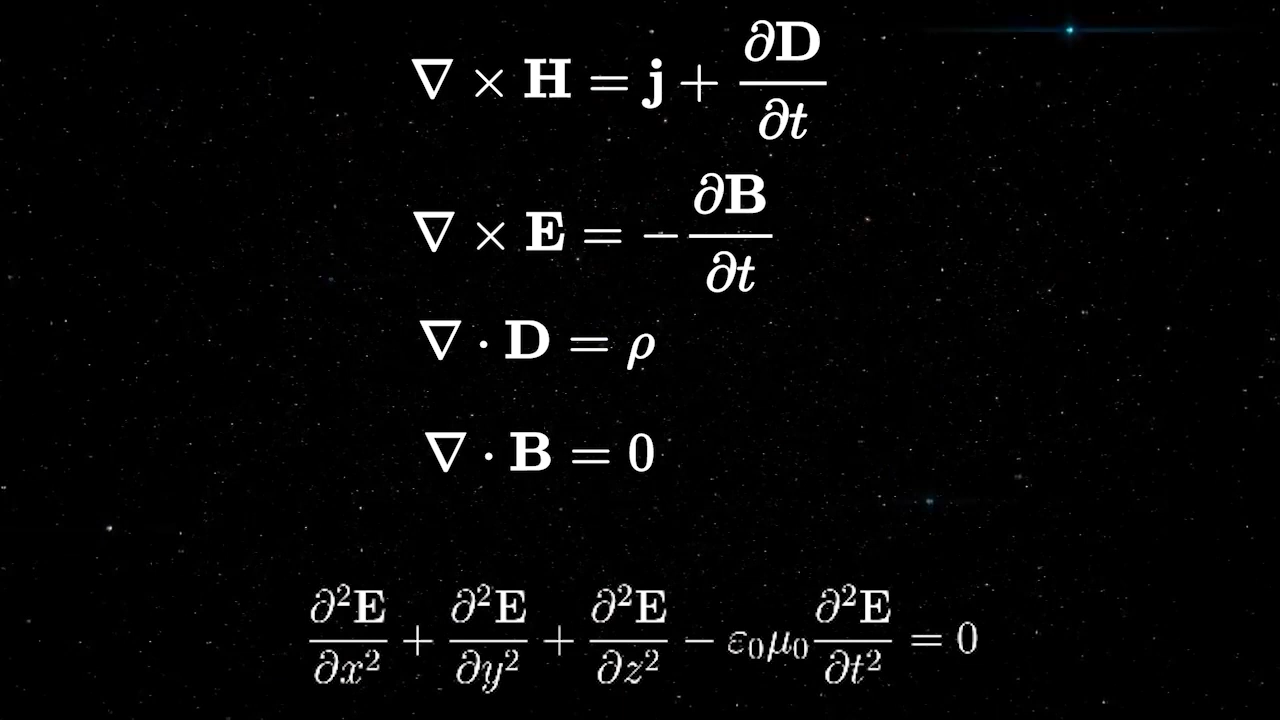 ∇ × 𝐇 = 𝐣 + ∂𝐃/∂t
∇ × 𝐄 = −∂𝐁/∂t
∇ · 𝐃 = ρ
∇ · 𝐁 = 0
∂²𝐄/∂x² + ∂²𝐄/∂y² + ∂²𝐄/∂z² − ε₀μ₀ ∂²𝐄/∂t² = 0